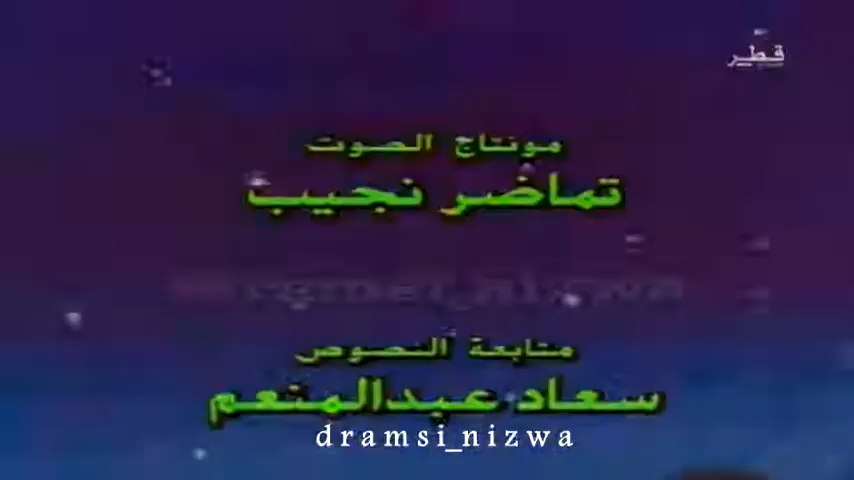 قطر
مونتاج الصوت
تماضر نجيب
متابعة النصوص
سعاد عبدالمنعم
dramsi_nizwa